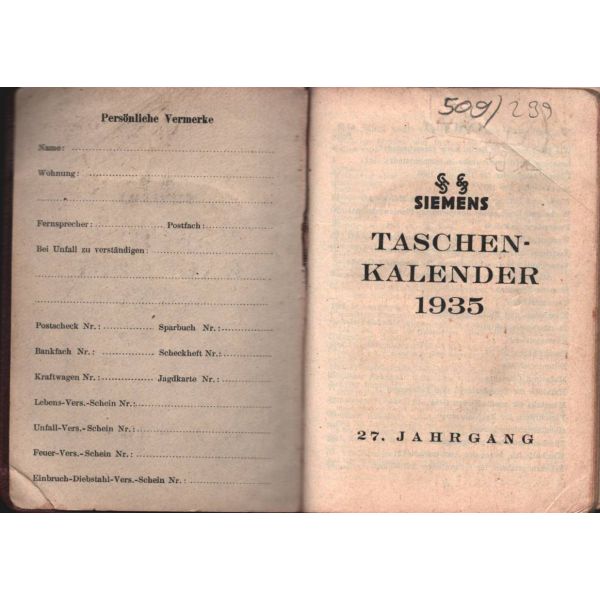 Persönliche Vermerke
Name:
Wohnung:
Fernsprecher: Postfach:
Bei Unfall zu verständigen:
Postscheck Nr.: Sparbuch Nr.:
Bankfach Nr.: Scheckheft Nr.:
Kraftwagen Nr.: Jagdkarte Nr.:
Lebens-Vers.-Schein Nr.:
Unfall-Vers.-Schein Nr.:
Feuer-Vers.-Schein Nr.:
Einbruch-Diebstahl-Vers.-Schein Nr.:
509/299
SIEMENS
TASCHEN-
KALENDER
1935
27. JAHRGANG